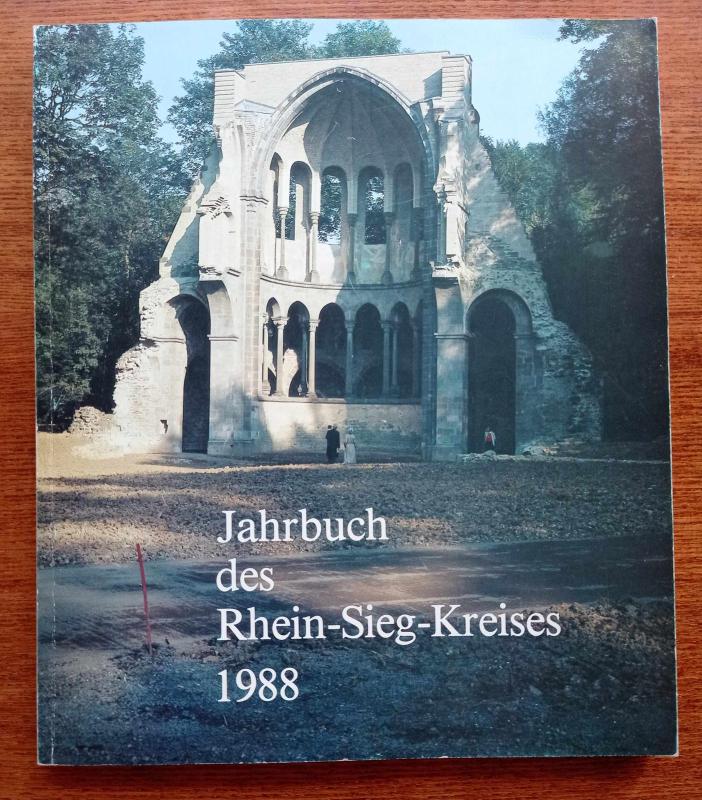 Jahrbuch
des
Rhein-Sieg-Kreises
1988